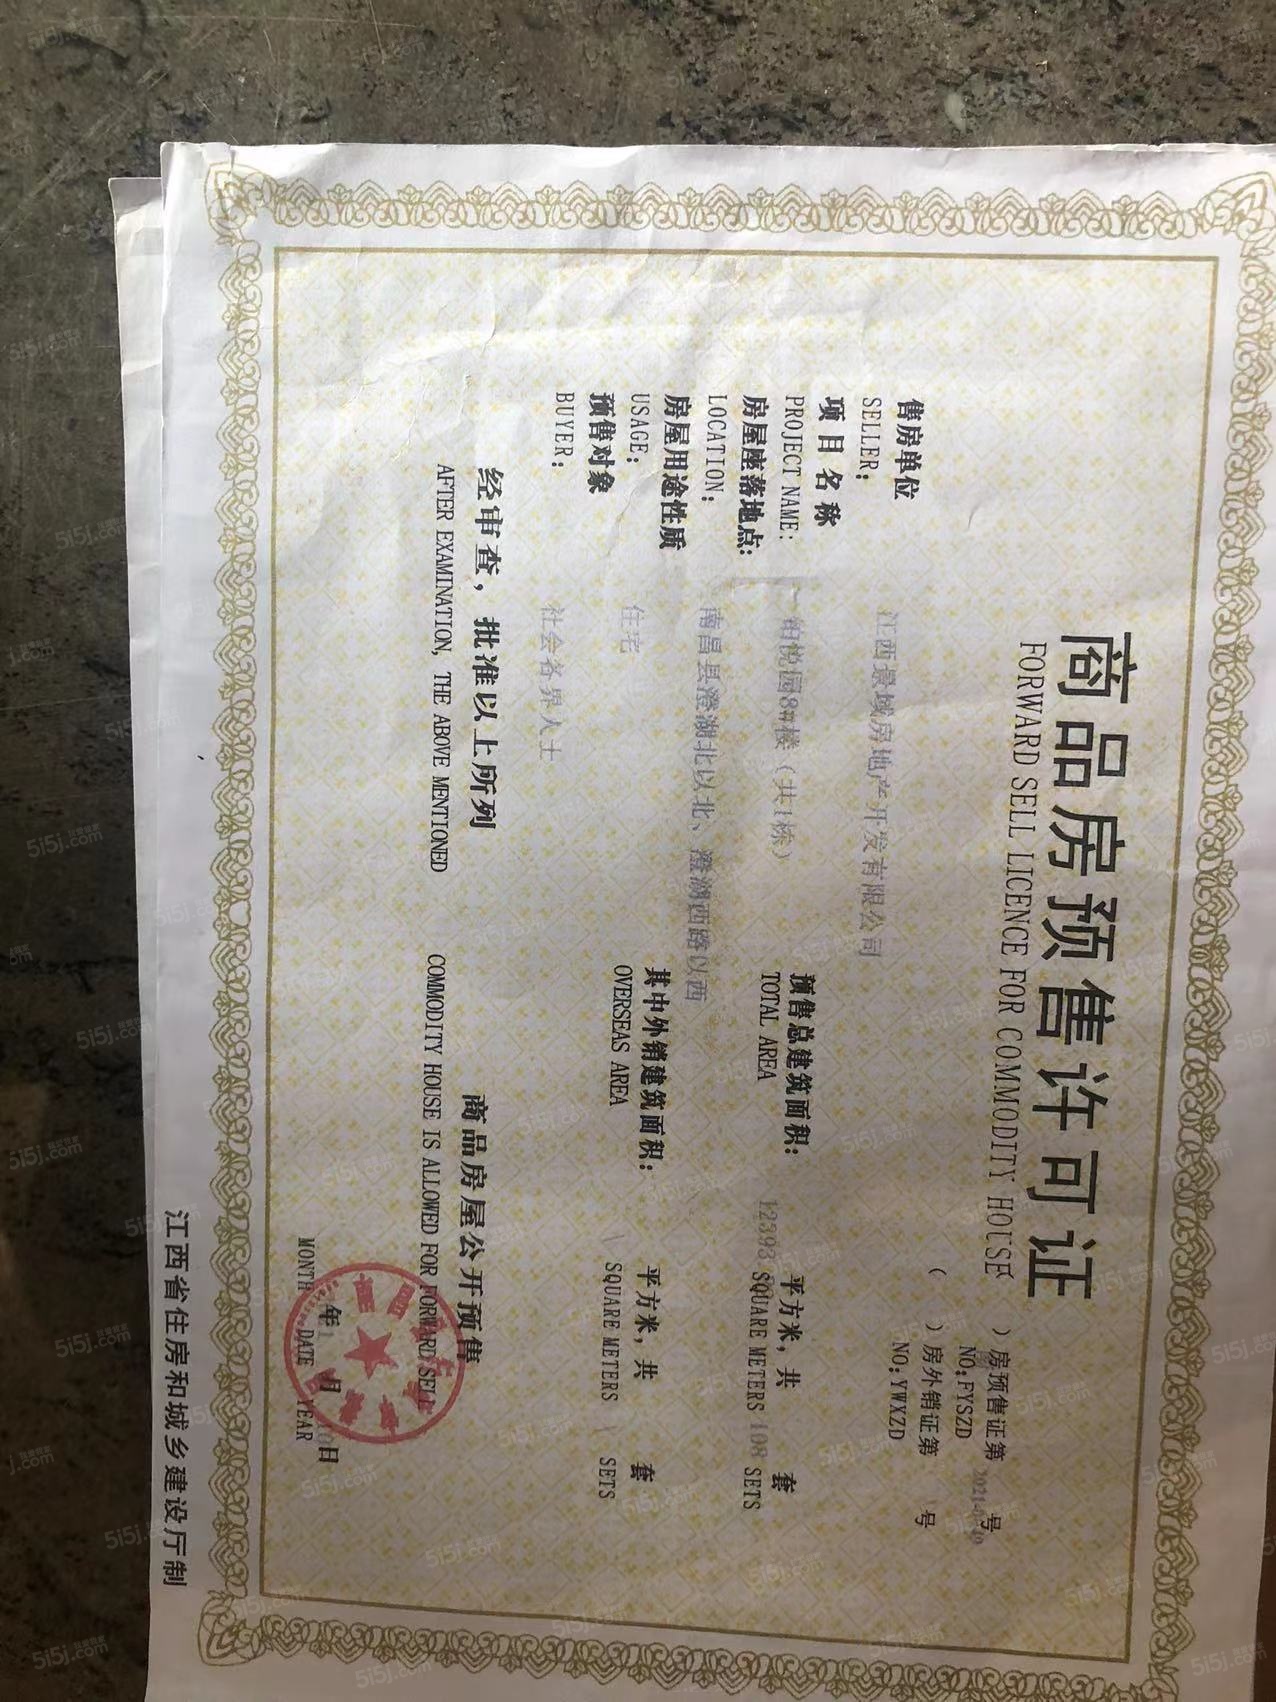 商品房预售许可证
FORWARD SELL LICENCE FOR COMMODITY HOUSE
( ) 房预售证第 号
NO:FYSZD
( ) 房外销证第 号
NO:YWXZD
售房单位 江西景域房地产开发有限公司
SELLER:
项目名称 铂悦园8#楼（共1栋）
PROJECT NAME:
预售总建筑面积: 12393 平方米，共 108 套
TOTAL AREA SQUARE METERS SETS
房屋座落地点: 南昌县澄湖北以北、澄湖西路以西
LOCATION:
房屋用途性质 住宅
USAGE:
其中外销建筑面积: \ 平方米，共 \ 套
OVERSEAS AREA SQUARE METERS SETS
预售对象 社会各界人士
BUYER:
经审查，批准以上所列 商品房屋公开预售
AFTER EXAMINATION, THE ABOVE MENTIONED COMMODITY HOUSE IS ALLOWED FOR FORWARD SELL
年 月 日
MONTH DATE YEAR
江西省住房和城乡建设厅制
5i5j.com